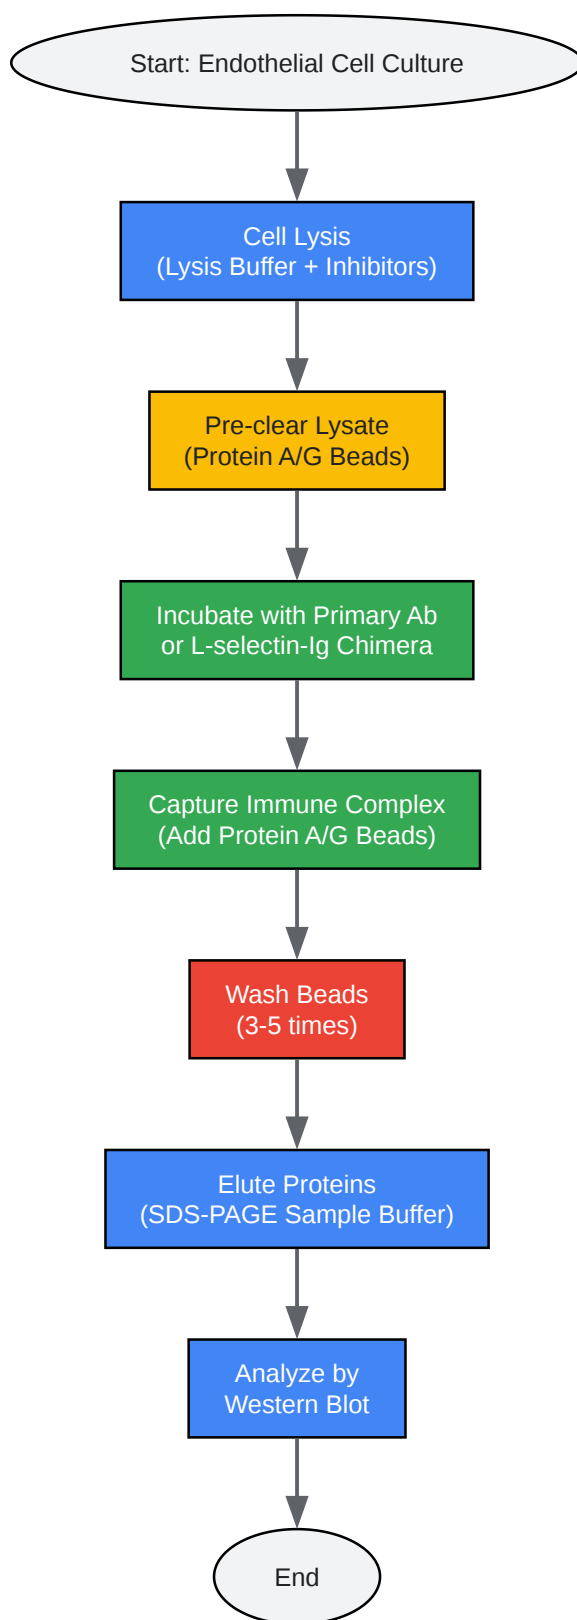 Start: Endothelial Cell Culture
Cell Lysis
(Lysis Buffer + Inhibitors)
Pre-clear Lysate
(Protein A/G Beads)
Incubate with Primary Ab
or L-selectin-Ig Chimera
Capture Immune Complex
(Add Protein A/G Beads)
Wash Beads
(3-5 times)
Elute Proteins
(SDS-PAGE Sample Buffer)
Analyze by
Western Blot
End